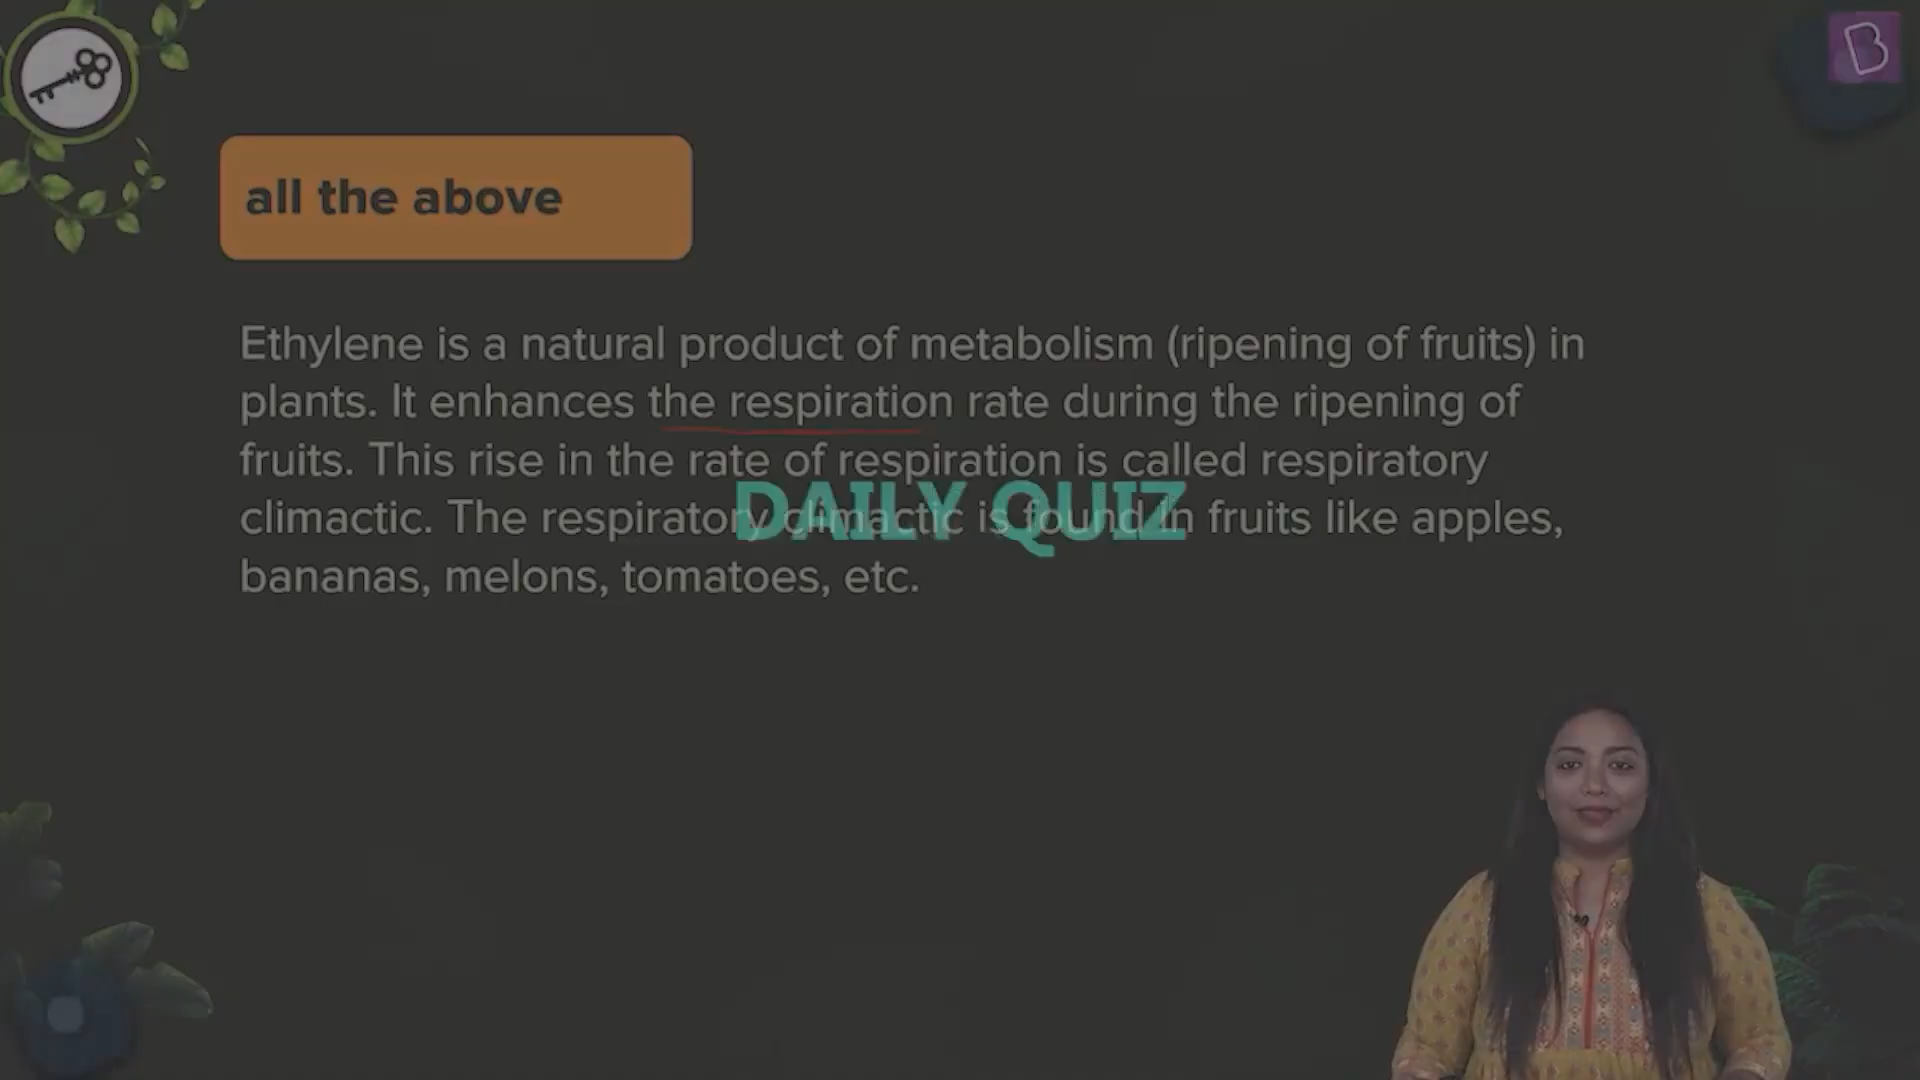 all the above
Ethylene is a natural product of metabolism (ripening of fruits) in
plants. It enhances the respiration rate during the ripening of
fruits. This rise in the rate of respiration is called respiratory
climactic. The respiratory climactic is found in fruits like apples,
bananas, melons, tomatoes, etc.
DAILY QUIZ
B